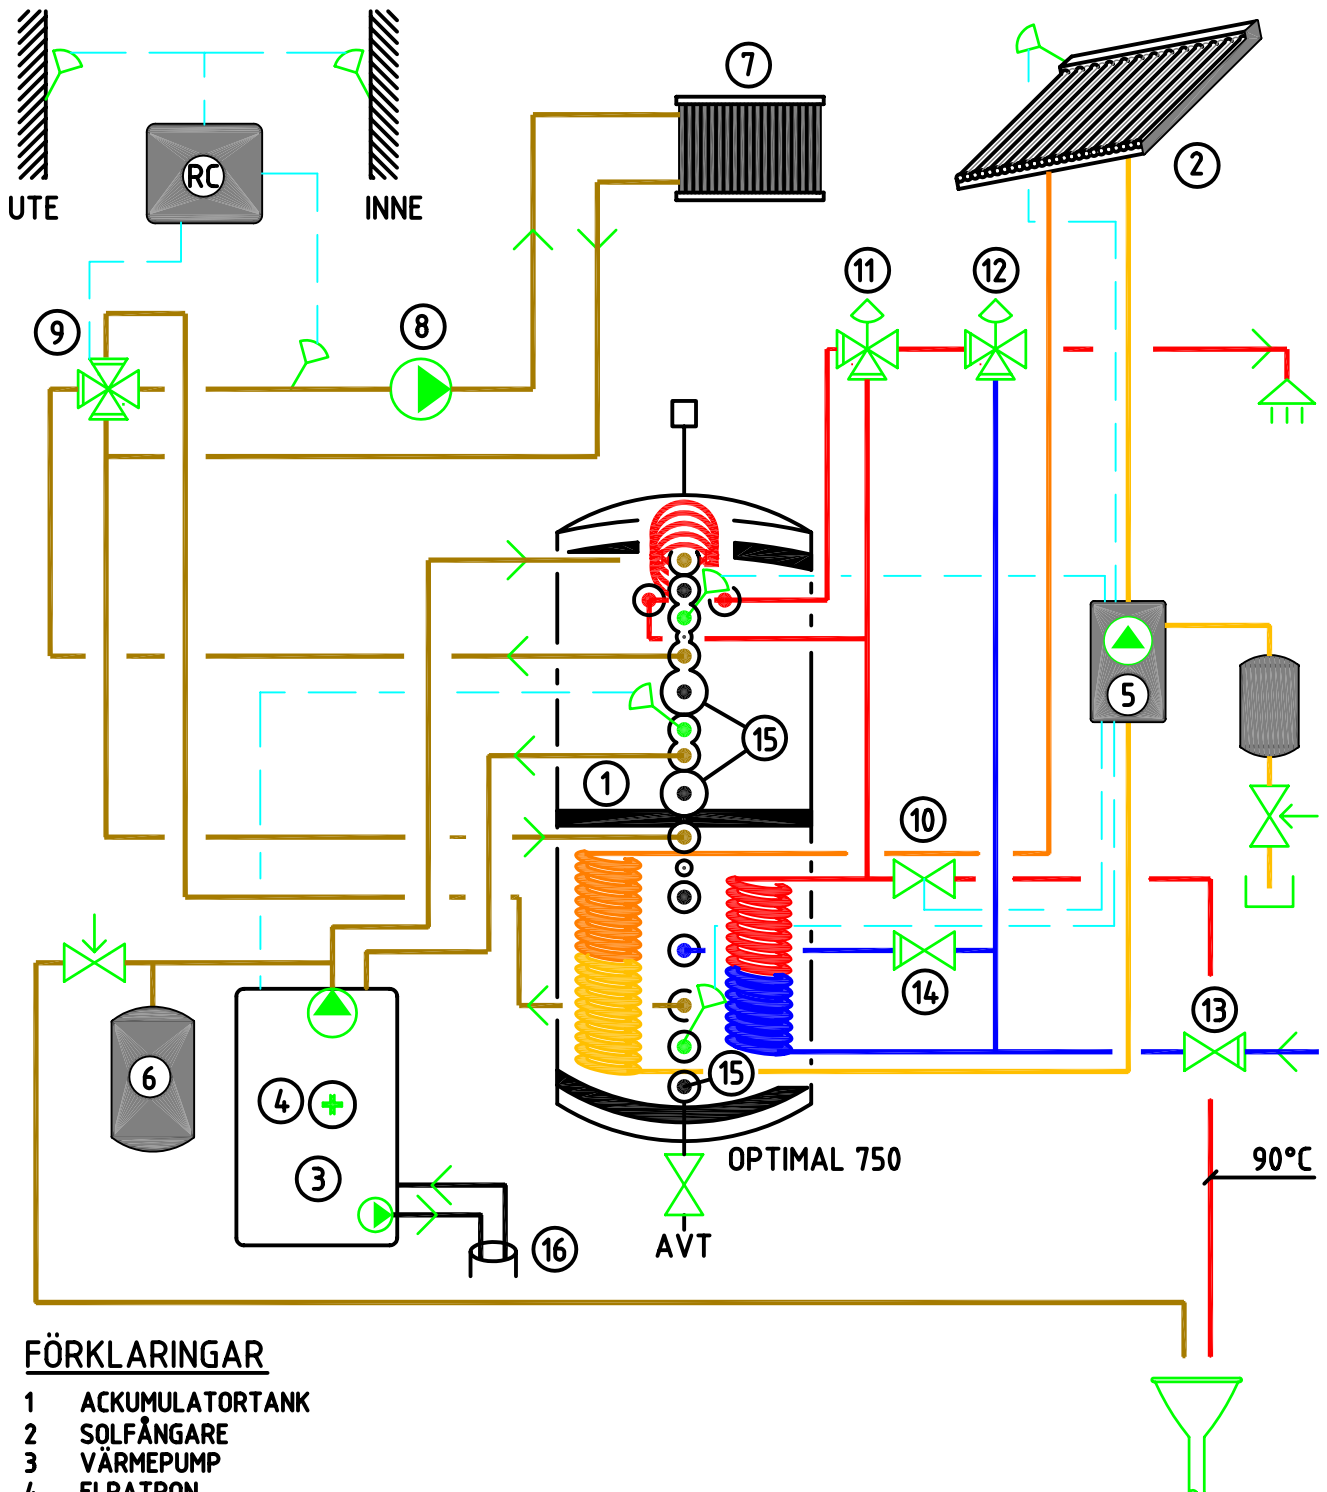 7
2
RC
UTE
INNE
11
12
9
8
5
15
1
10
14
13
6
4
3
15
OPTIMAL 750
90°C
AVT
16
FÖRKLARINGAR
1 ACKUMULATORTANK
2 SOLFÅNGARE
3 VÄRMEPUMP